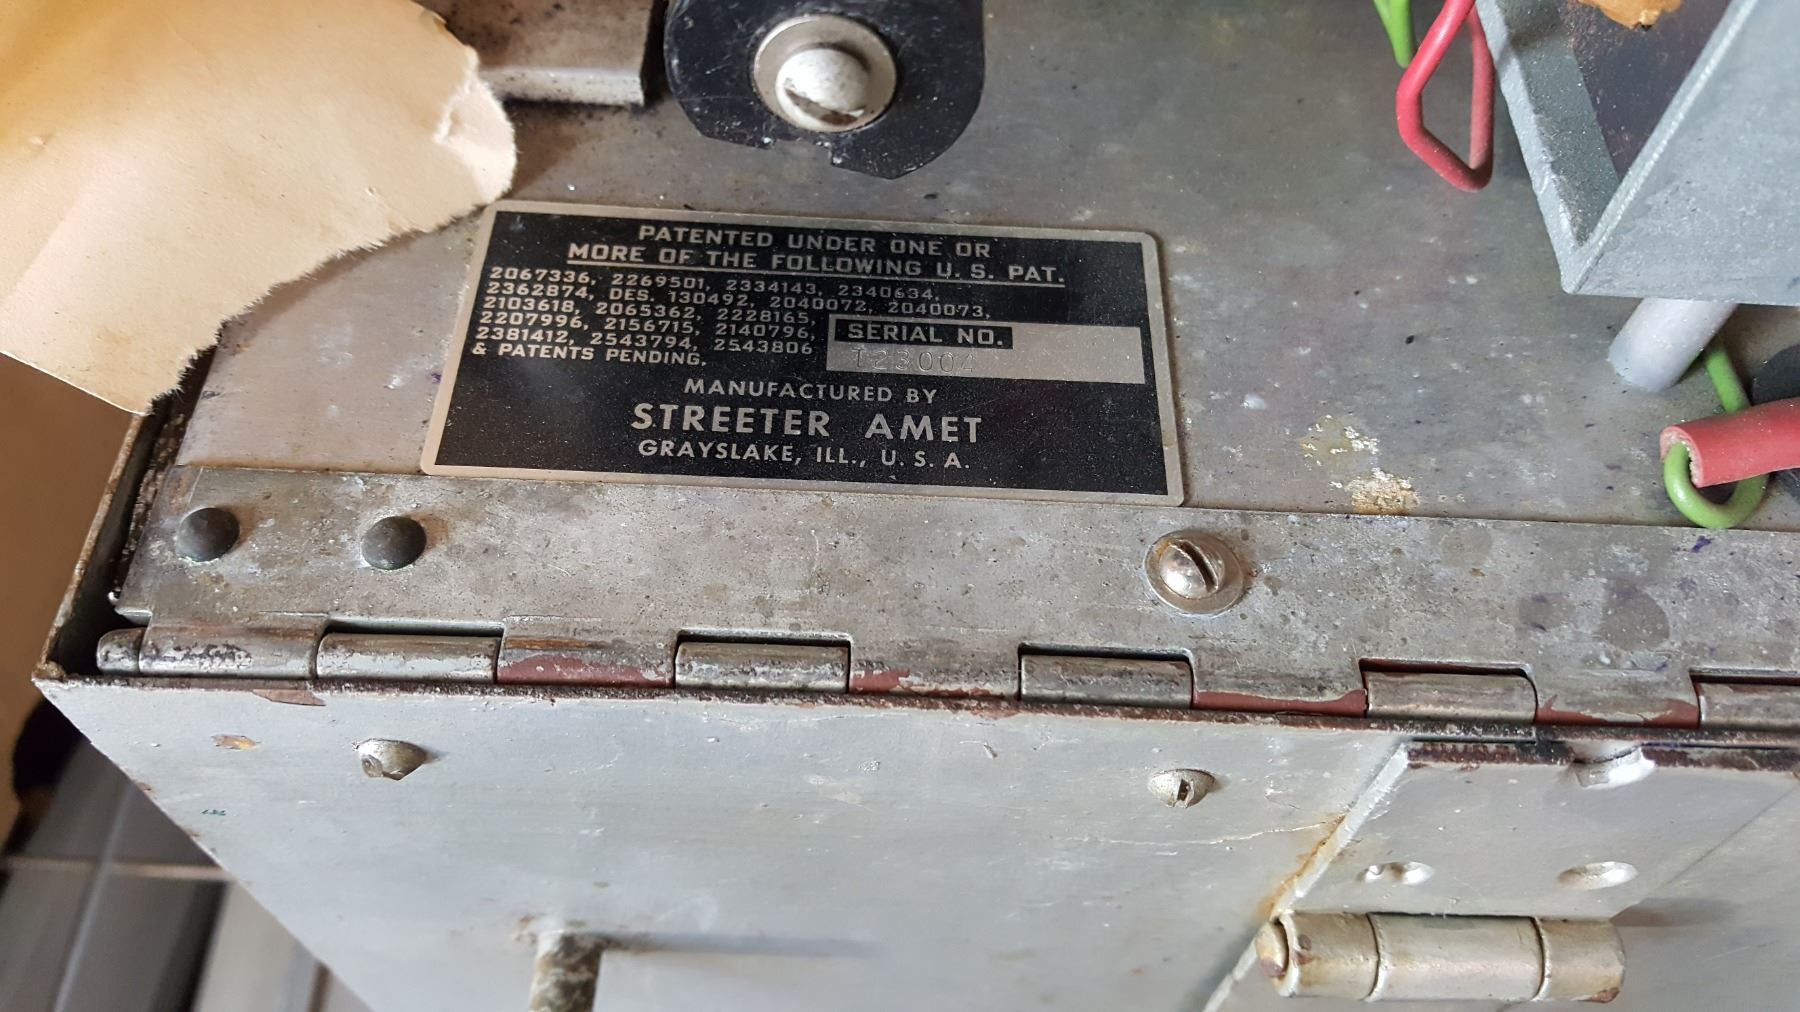 PATENTED UNDER ONE OR
MORE OF THE FOLLOWING U. S. PAT.
2067336, 2269501, 2334143, 2340634,
2362874, DES. 130492, 2040072, 2040073,
2103618, 2065362, 2228165,
2207996, 2156715, 2140796,
2381412, 2543794, 2543806
& PATENTS PENDING.
SERIAL NO.
T23004
MANUFACTURED BY
STREETER AMET
GRAYSLAKE, ILL., U. S. A.